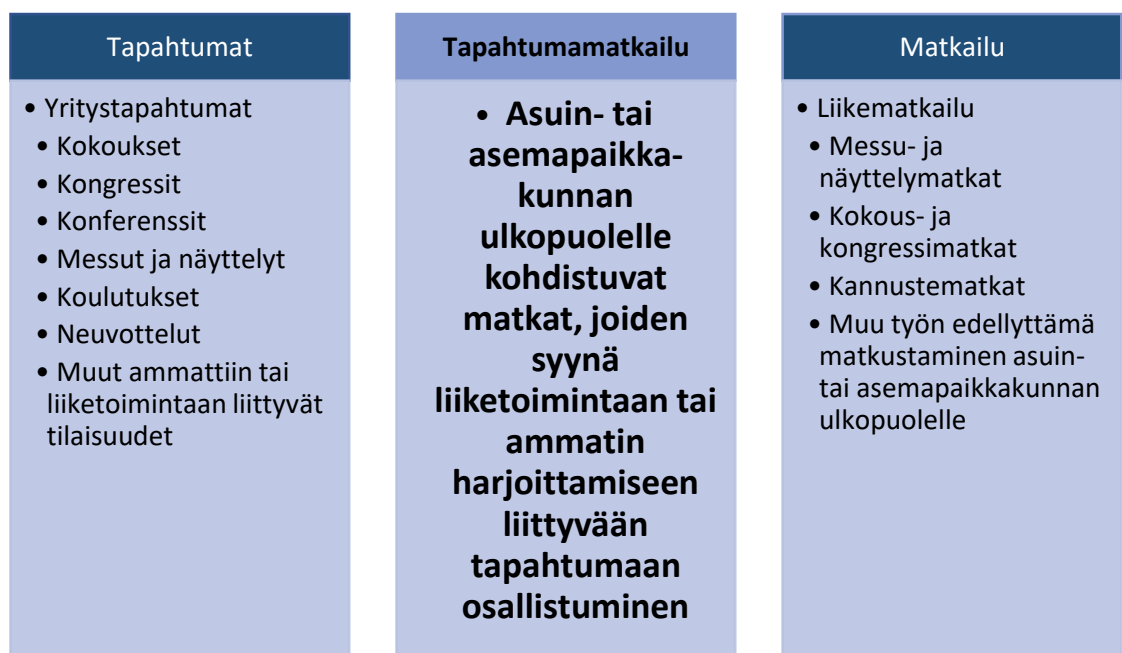 Tapahtumat
• Yritystapahtumat
• Kokoukset
• Kongressit
• Konferenssit
• Messut ja näyttelyt
• Koulutukset
• Neuvottelut
• Muut ammattiin tai
liiketoimintaan liittyvät
tilaisuudet
Tapahtumamatkailu
• Asuin- tai
asemapaikka-
kunnan
ulkopuolelle
kohdistuvat
matkat, joiden
syynä
liiketoimintaan tai
ammatin
harjoittamiseen
liittyvään
tapahtumaan
osallistuminen
Matkailu
• Liikematkailu
• Messu- ja
näyttelymatkat
• Kokous- ja
kongressimatkat
• Kannustematkat
• Muu työn edellyttämä
matkustaminen asuin-
tai asemapaikkakunnan
ulkopuolelle